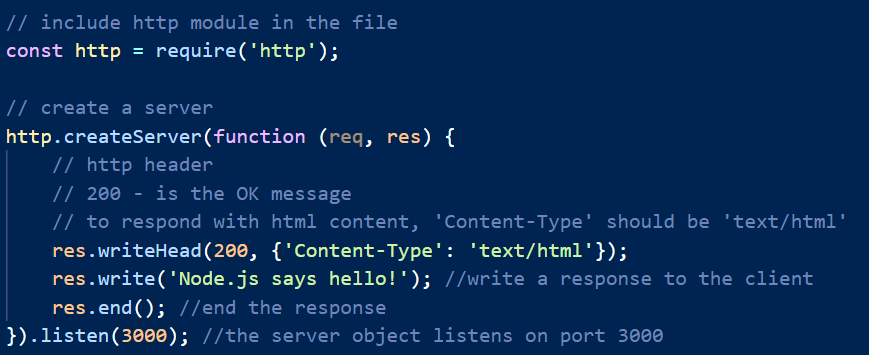 // include http module in the file
const http = require('http');
// create a server
http.createServer(function (req, res) {
// http header
// 200 - is the OK message
// to respond with html content, 'Content-Type' should be 'text/html'
res.writeHead(200, {'Content-Type': 'text/html'});
res.write('Node.js says hello!'); //write a response to the client
res.end(); //end the response
}).listen(3000); //the server object listens on port 3000